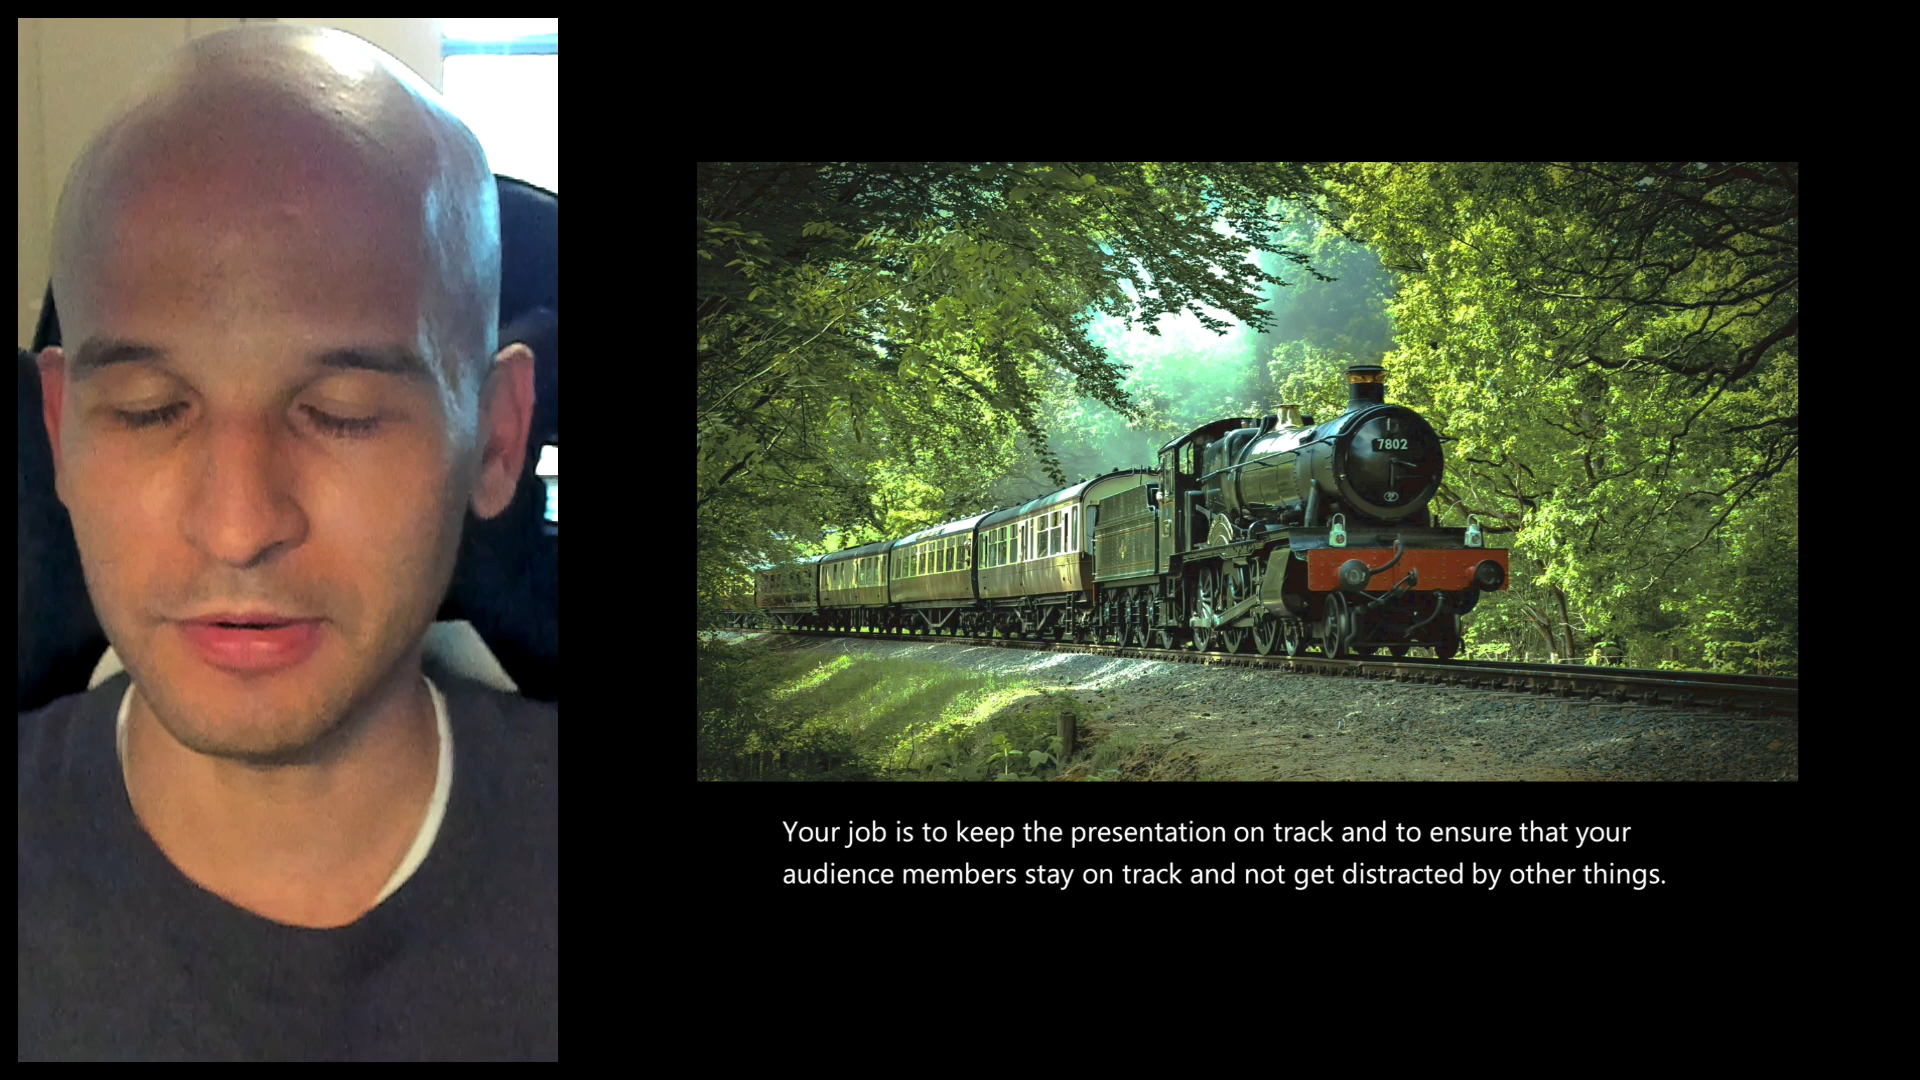 7802
Your job is to keep the presentation on track and to ensure that your
audience members stay on track and not get distracted by other things.